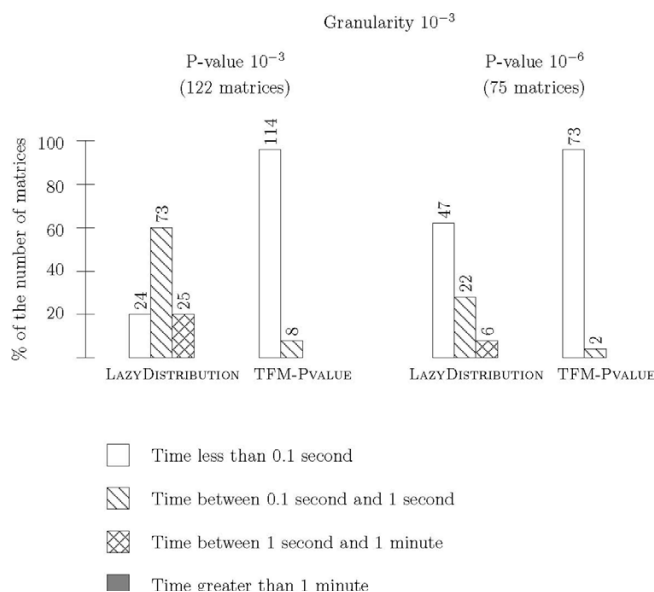 Granularity 10⁻³
P-value 10⁻³
(122 matrices)
P-value 10⁻⁶
(75 matrices)
% of the number of matrices
100
80
60
40
20
24
73
25
114
8
47
22
6
73
2
LAZYDISTRIBUTION
TFM-PVALUE
LAZYDISTRIBUTION
TFM-PVALUE
Time less than 0.1 second
Time between 0.1 second and 1 second
Time between 1 second and 1 minute
Time greater than 1 minute